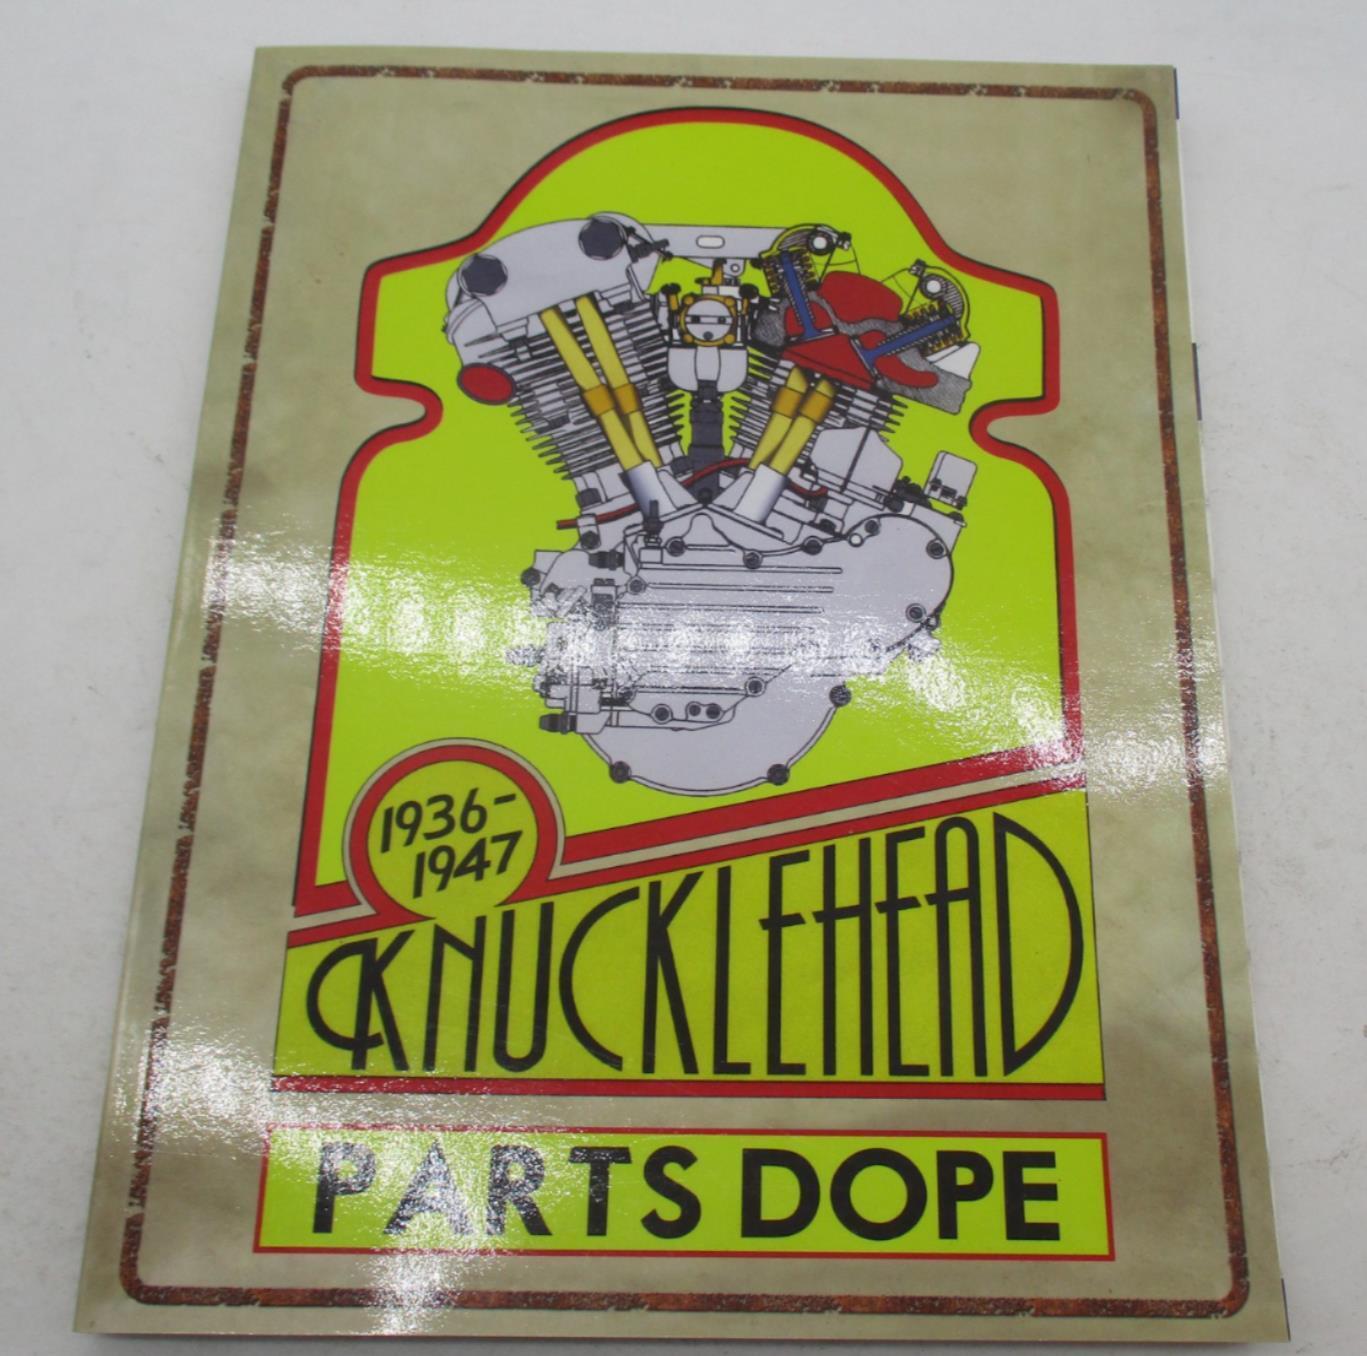 1936-
1947
KNUCKLEHEAD
PARTS DOPE